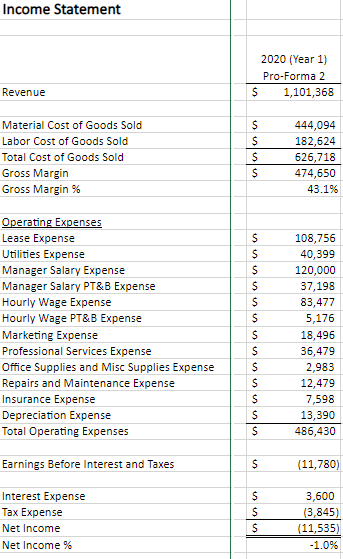 Income Statement
2020 (Year 1)
Pro-Forma 2
Revenue $ 1,101,368
Material Cost of Goods Sold $ 444,094
Labor Cost of Goods Sold $ 182,624
Total Cost of Goods Sold $ 626,718
Gross Margin $ 474,650
Gross Margin % 43.1%
Operating Expenses
Lease Expense $ 108,756
Utilities Expense $ 40,399
Manager Salary Expense $ 120,000
Manager Salary PT&B Expense $ 37,198
Hourly Wage Expense $ 83,477
Hourly Wage PT&B Expense $ 5,176
Marketing Expense $ 18,496
Professional Services Expense $ 36,479
Office Supplies and Misc Supplies Expense $ 2,983
Repairs and Maintenance Expense $ 12,479
Insurance Expense $ 7,598
Depreciation Expense $ 13,390
Total Operating Expenses $ 486,430
Earnings Before Interest and Taxes $ (11,780)
Interest Expense $ 3,600
Tax Expense $ (3,845)
Net Income $ (11,535)
Net Income % -1.0%